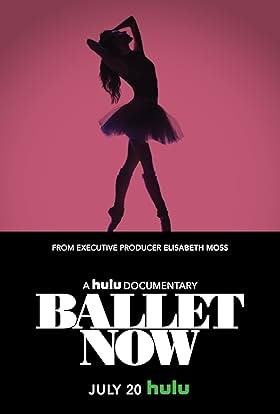 FROM EXECUTIVE PRODUCER ELISABETH MOSS
A hulu DOCUMENTARY
BALLET
NOW
JULY 20 hulu